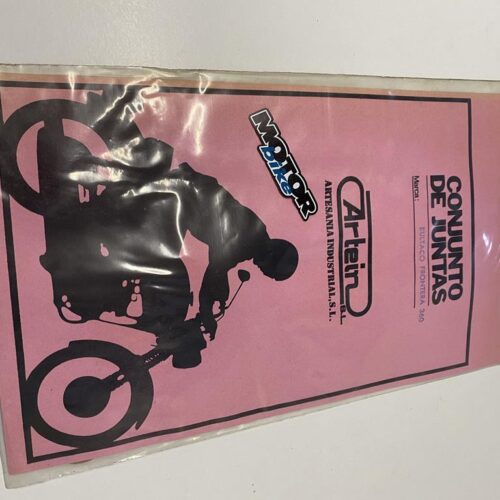 CONJUNTO
DE JUNTAS
Marca: BULTACO FRONTERA 360
Artein S.L.
ARTESANIA INDUSTRIAL, S.L.
MOTOR
bike